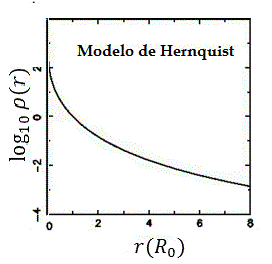 Modelo de Hernquist
log₁₀ ρ(r)
2
0
−2
−4
0 2 4 6 8
r(R₀)